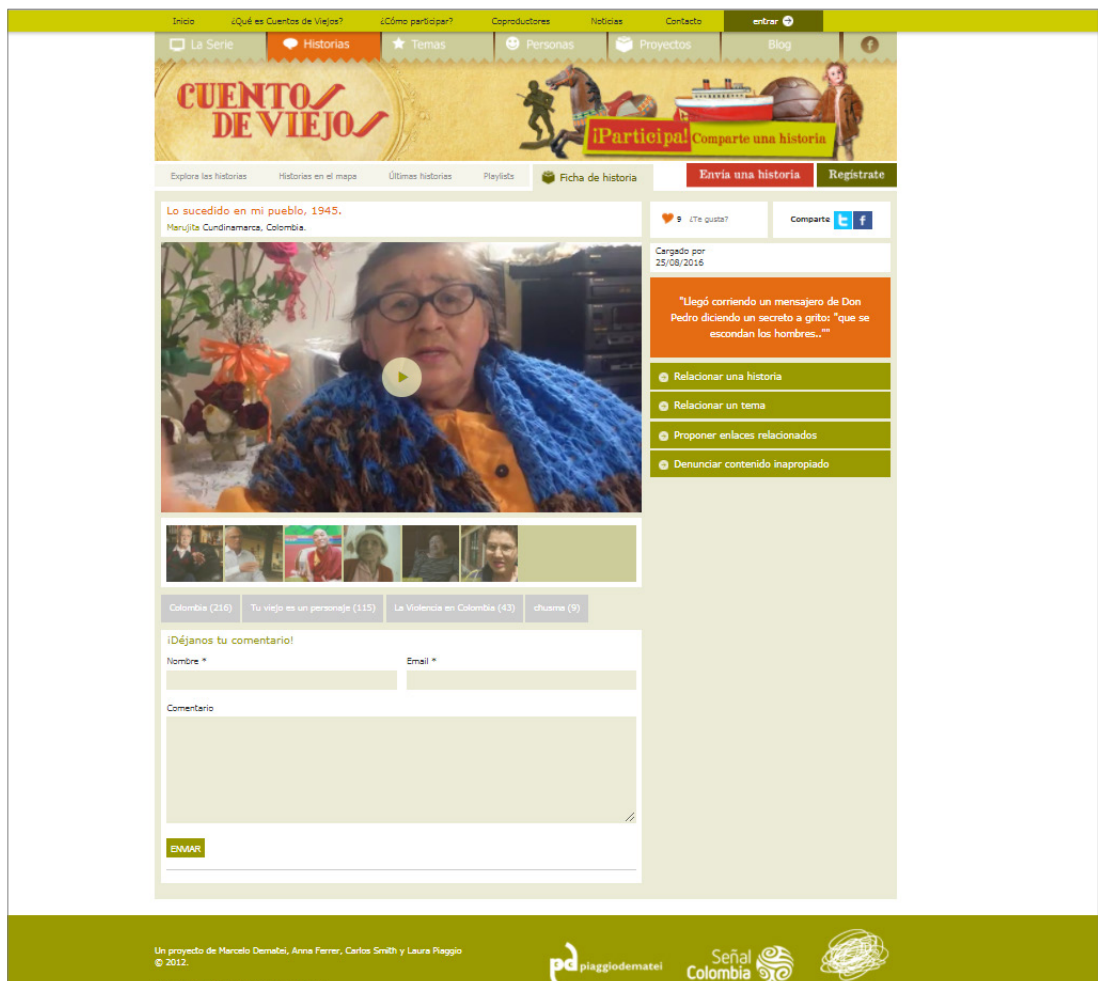 Inicio
¿Qué es Cuentos de Viejos?
¿Cómo participar?
Coproductores
Noticias
Contacto
entrar
La Serie
Historias
Temas
Personas
Proyectos
Blog
f
CUENTOS
DE VIEJOS
¡Participa! Comparte una historia
Explora las historias
Historias en el mapa
Últimas historias
Playlists
Ficha de historia
Envía una historia
Regístrate
Lo sucedido en mi pueblo, 1945.
Marujita Cundinamarca, Colombia.
9 ¿Te gusta?
Comparte
Cargado por
25/08/2016
"Llegó corriendo un mensajero de Don
Pedro diciendo un secreto a grito: "que se
escondan los hombres..""
Relacionar una historia
Relacionar un tema
Proponer enlaces relacionados
Denunciar contenido inapropiado
Colombia (216)
Tu viejo es un personaje (115)
La Violencia en Colombia (43)
chusma (9)
¡Déjanos tu comentario!
Nombre *
Email *
Comentario
ENVIAR
Un proyecto de Marcelo Dematei, Anna Ferrer, Carlos Smith y Laura Piaggio
© 2012.
pd piaggiodematei
Señal
Colombia